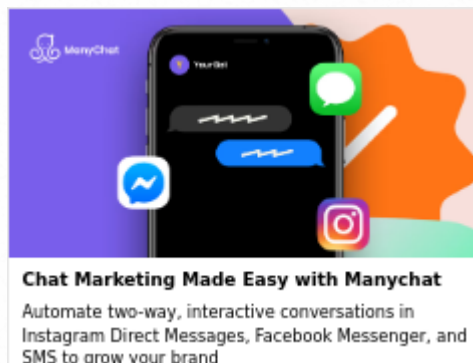 ManyChat
Your Bot
Chat Marketing Made Easy with Manychat
Automate two-way, interactive conversations in
Instagram Direct Messages, Facebook Messenger, and
SMS to grow your brand